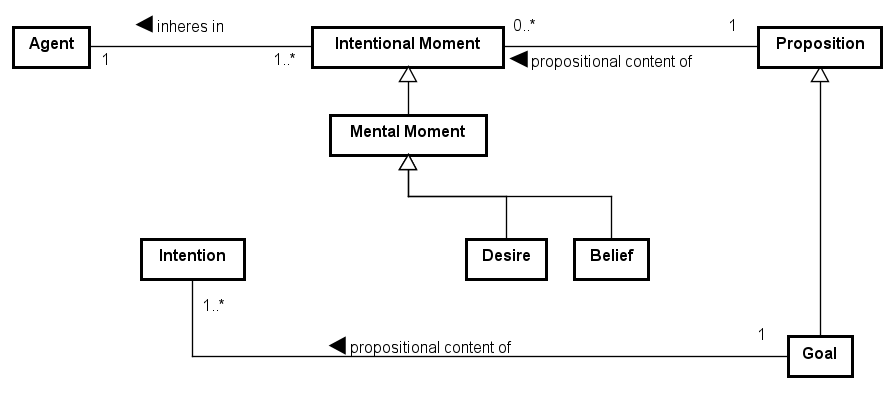 Agent
inheres in
1
1..*
Intentional Moment
0..*
1
propositional content of
Proposition
Mental Moment
Intention
Desire
Belief
1..*
propositional content of
1
Goal